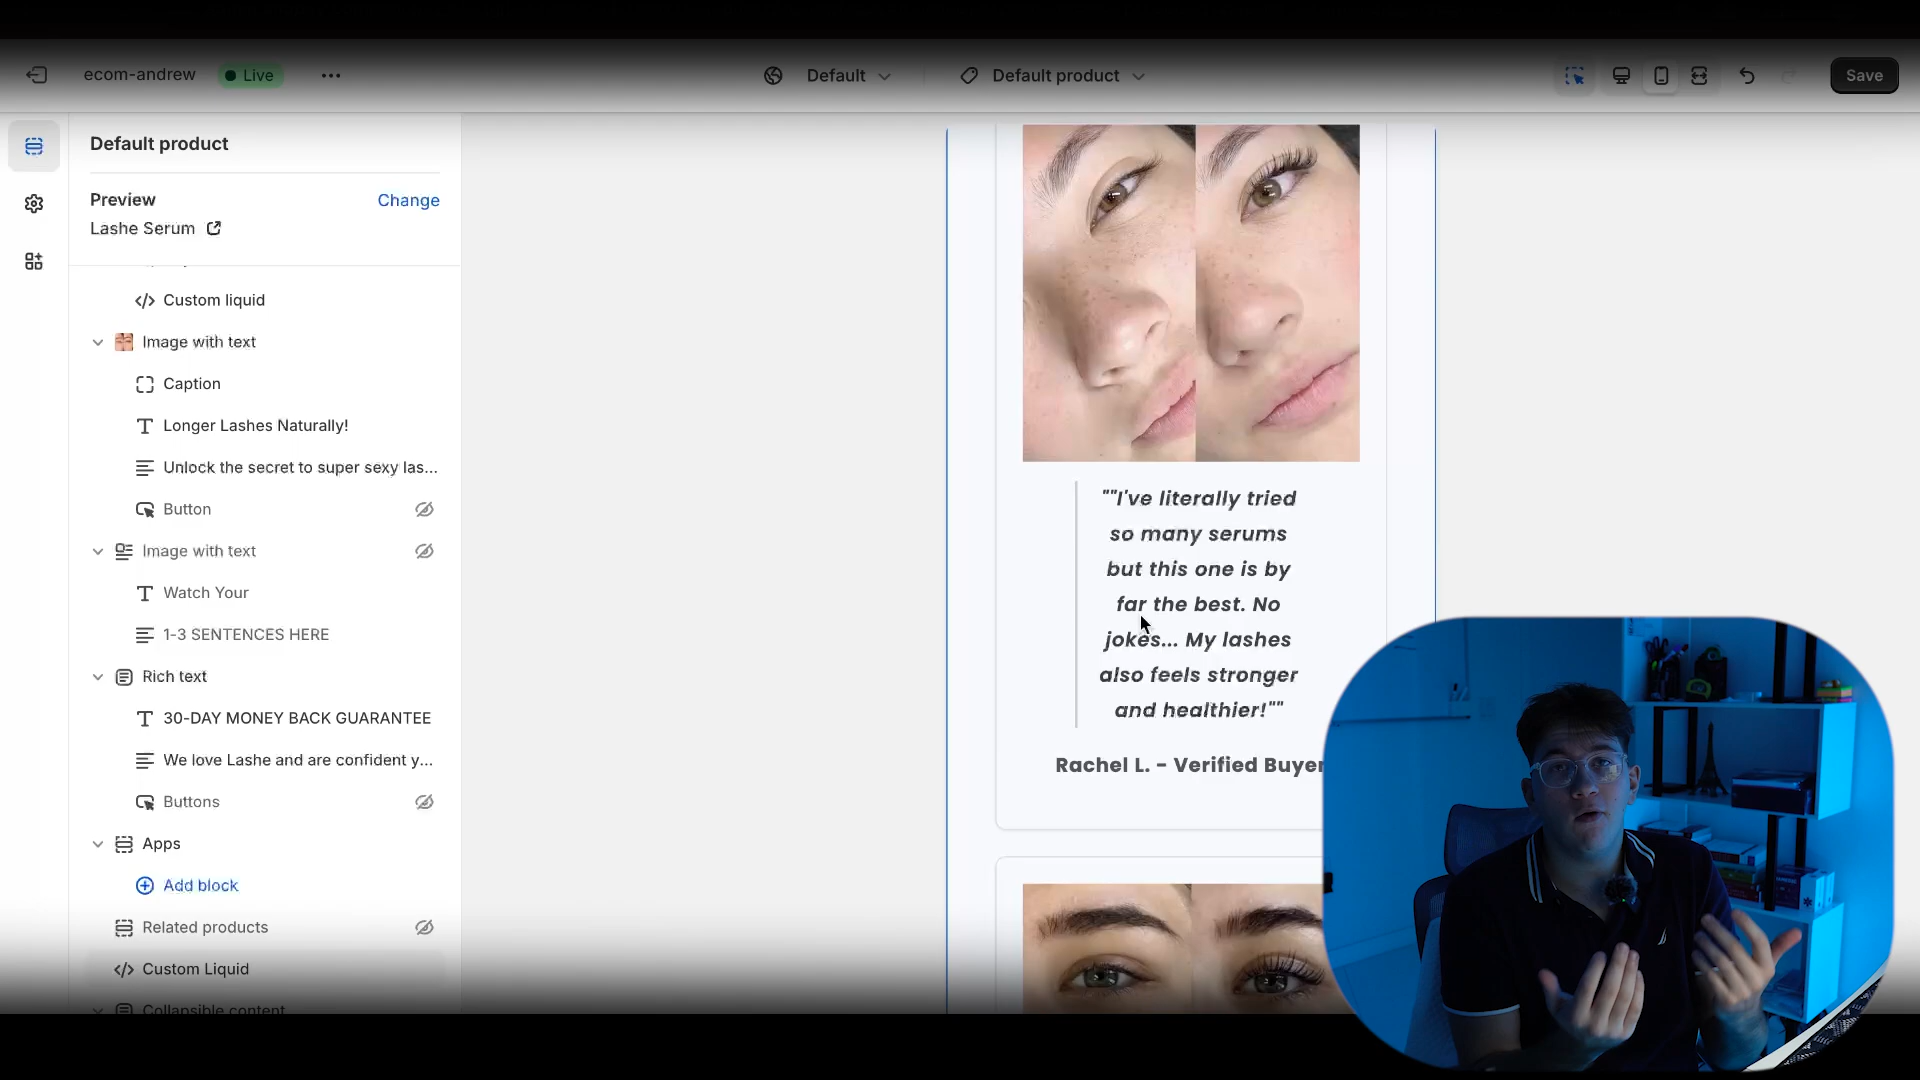 ecom-andrew
Live
Default
Default product
Save
Default product
Preview
Change
Lashe Serum
Custom liquid
Image with text
Caption
Longer Lashes Naturally!
Unlock the secret to super sexy las...
Button
Image with text
Watch Your
1-3 SENTENCES HERE
Rich text
30-DAY MONEY BACK GUARANTEE
We love Lashe and are confident y...
Buttons
Apps
Add block
Related products
Custom Liquid
Collapsible content
""I've literally tried
so many serums
but this one is by
far the best. No
jokes... My lashes
also feels stronger
and healthier!""
Rachel L. - Verified Buyer